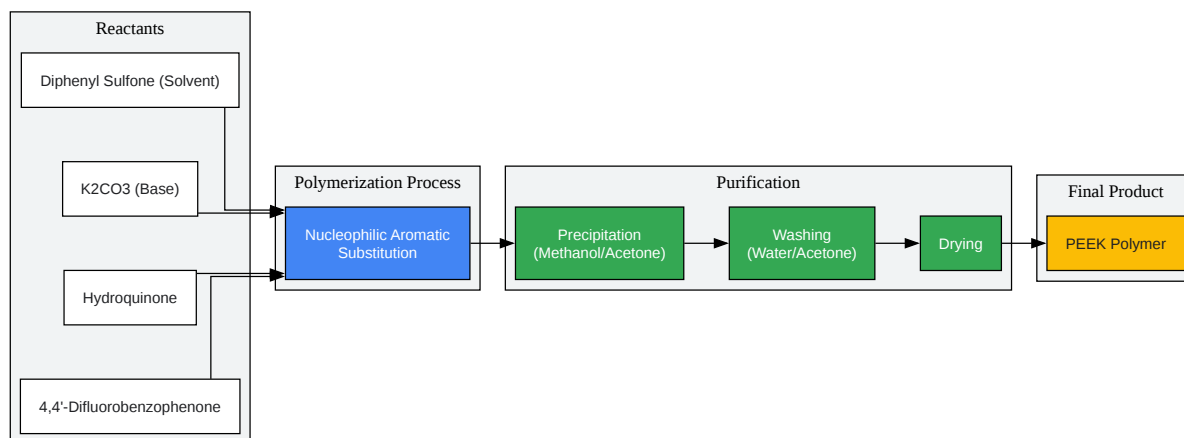 Reactants
Diphenyl Sulfone (Solvent)
K2CO3 (Base)
Hydroquinone
4,4'-Difluorobenzophenone
Polymerization Process
Nucleophilic Aromatic
Substitution
Purification
Precipitation
(Methanol/Acetone)
Washing
(Water/Acetone)
Drying
Final Product
PEEK Polymer